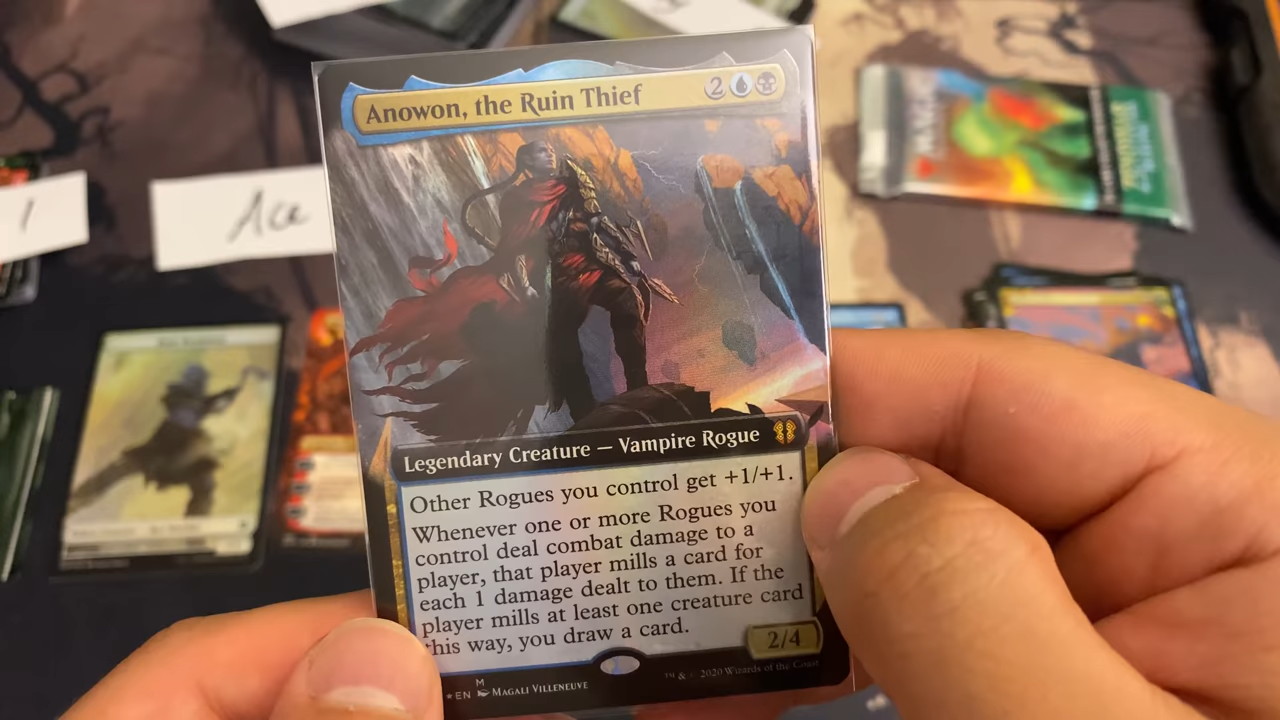 Anowon, the Ruin Thief
2
Legendary Creature — Vampire Rogue
Other Rogues you control get +1/+1.
Whenever one or more Rogues you
control deal combat damage to a
player, that player mills a card for
each 1 damage dealt to them. If the
player mills at least one creature card
this way, you draw a card.
2/4
M
EN MAGALI VILLENEUVE
™ & © 2020 Wizards of the Coast
1
Ace
MAGIC